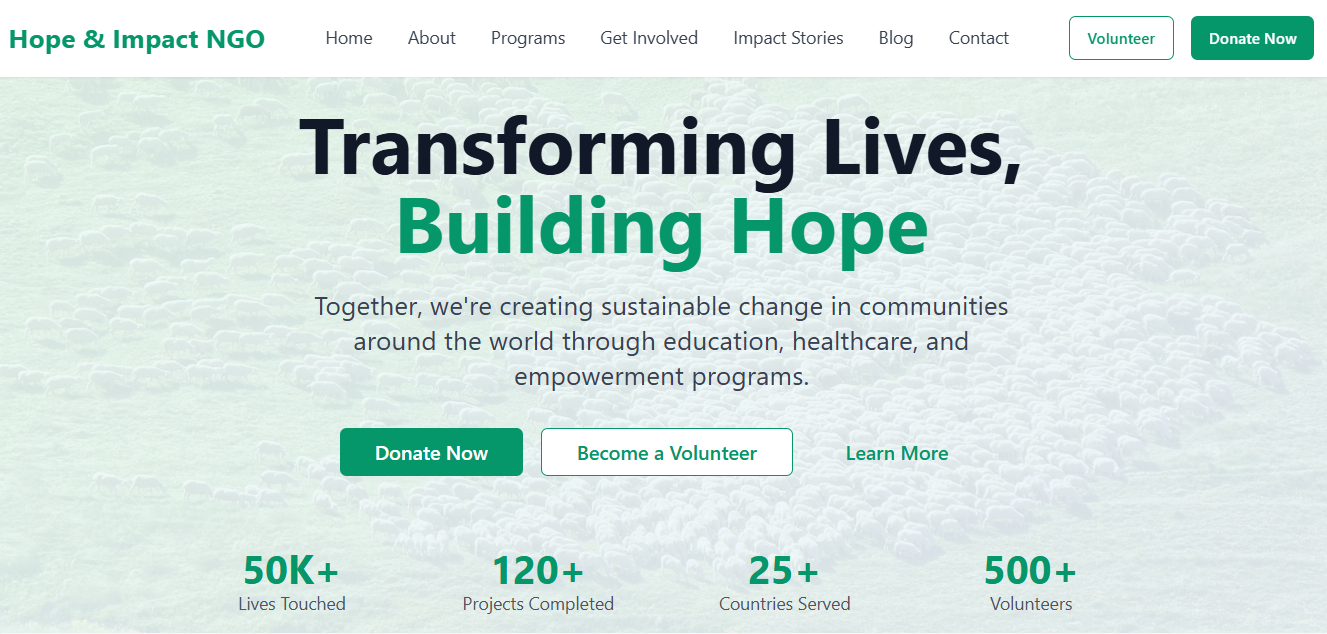 Hope & Impact NGO
Home
About
Programs
Get Involved
Impact Stories
Blog
Contact
Volunteer
Donate Now
Transforming Lives,
Building Hope
Together, we're creating sustainable change in communities
around the world through education, healthcare, and
empowerment programs.
Donate Now
Become a Volunteer
Learn More
50K+
Lives Touched
120+
Projects Completed
25+
Countries Served
500+
Volunteers